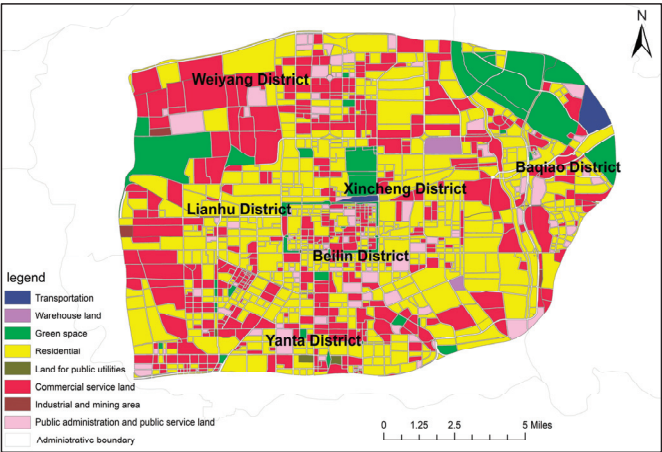 N
Weiyang District
Baqiao District
Xincheng District
Lianhu District
Beilin District
Yanta District
legend
Transportation
Warehouse land
Green space
Residential
Land for public utilities
Commercial service land
Industrial and mining area
Public administration and public service land
Administrative boundary
0 1.25 2.5 5 Miles